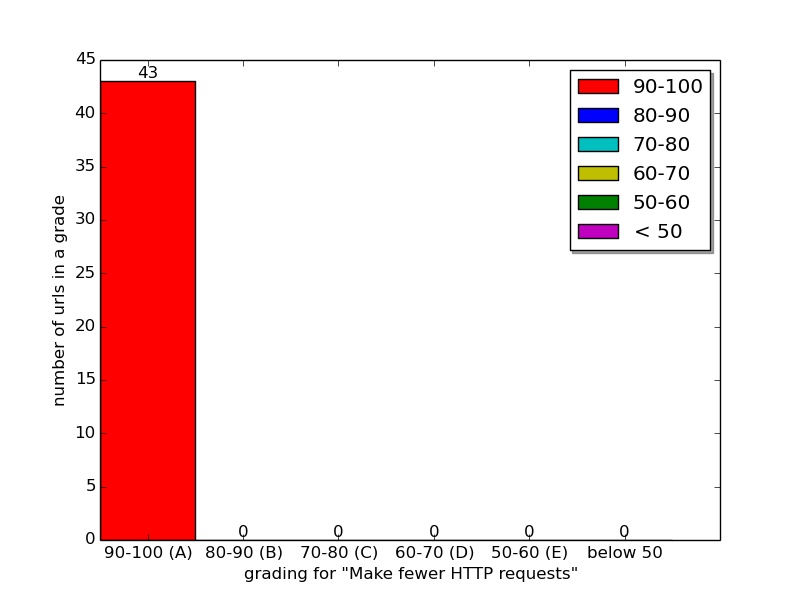 45
40
35
30
25
20
15
10
5
0
number of urls in a grade
43
0
0
0
0
0
90-100
80-90
70-80
60-70
50-60
< 50
90-100 (A)
80-90 (B)
70-80 (C)
60-70 (D)
50-60 (E)
below 50
grading for "Make fewer HTTP requests"